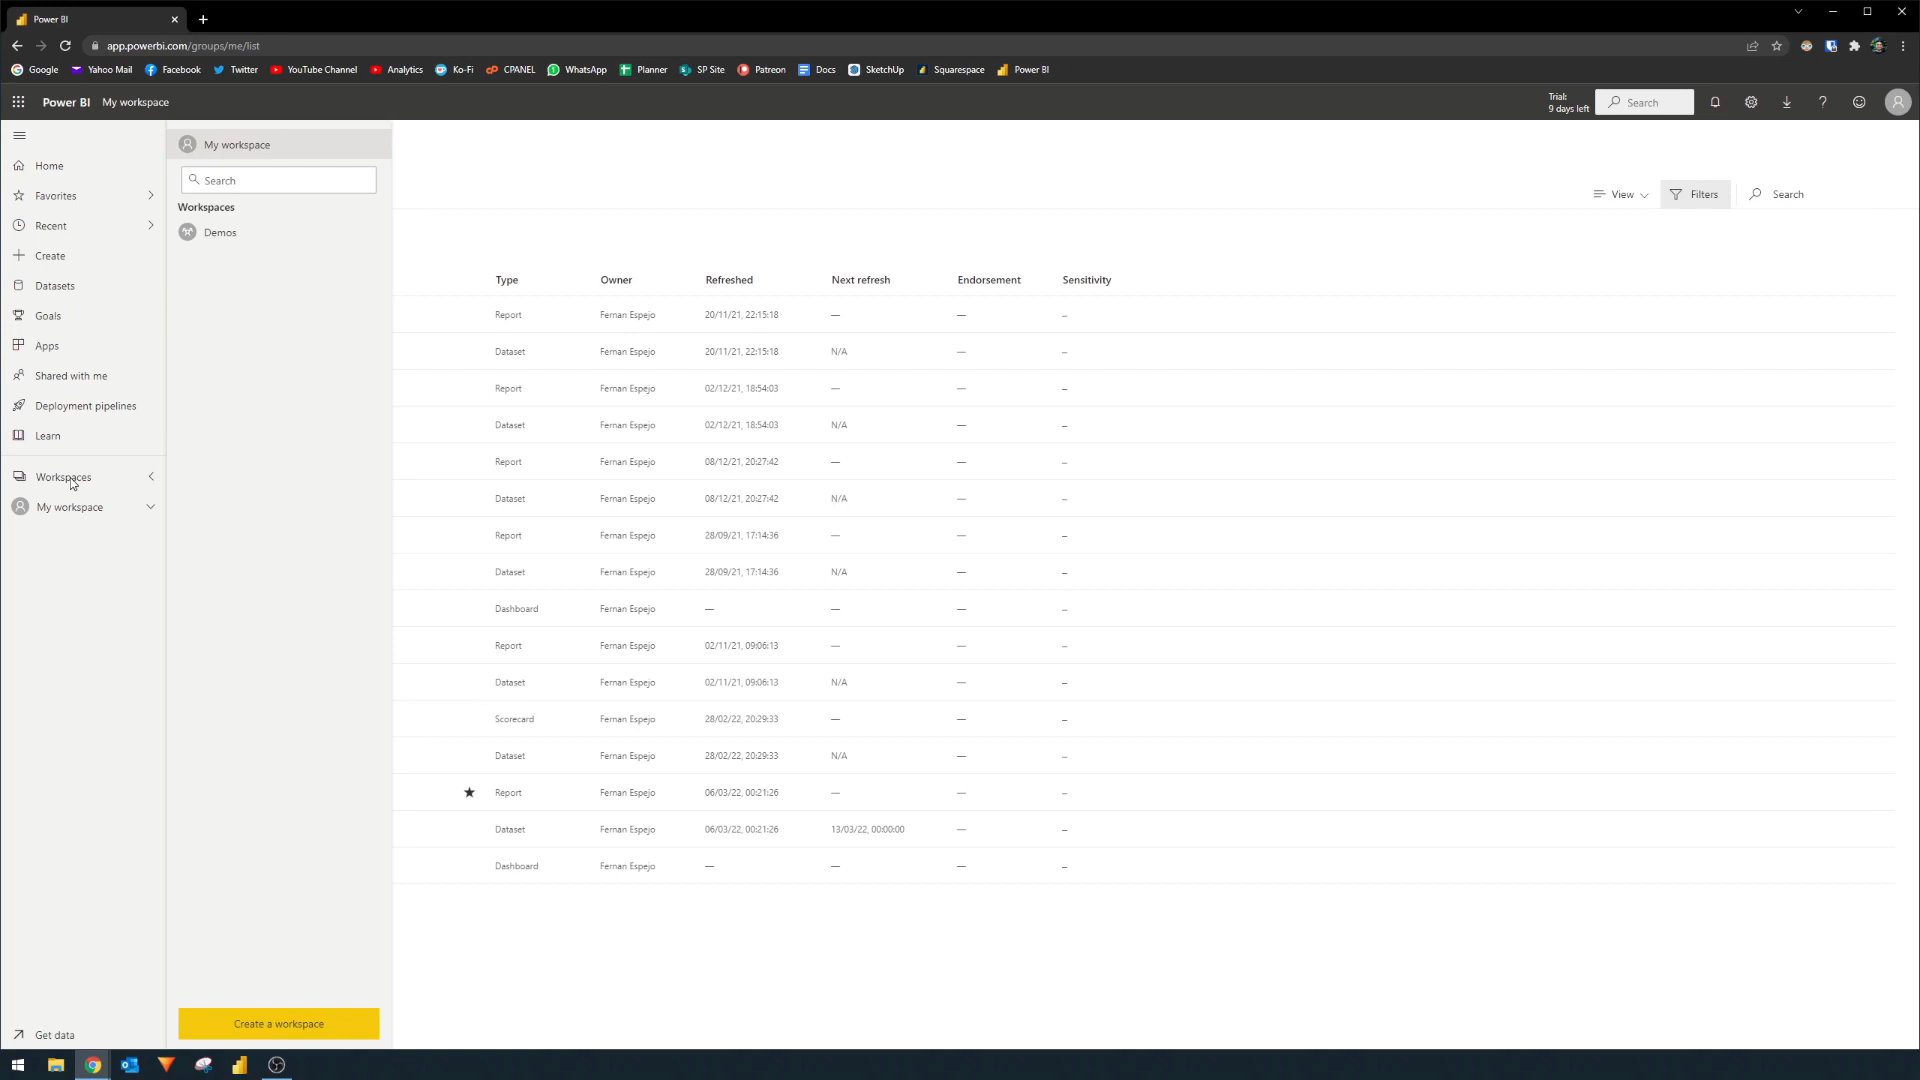 Power BI
app.powerbi.com/groups/me/list
Google Yahoo Mail Facebook Twitter YouTube Channel Analytics Ko-Fi CPANEL WhatsApp Planner SP Site Patreon Docs SketchUp Squarespace Power BI
Power BI My workspace
Trial:
9 days left
Search
Home
Favorites
Recent
Create
Datasets
Goals
Apps
Shared with me
Deployment pipelines
Learn
Workspaces
My workspace
Get data
My workspace
Search
Workspaces
Demos
Create a workspace
View Filters Search
Type Owner Refreshed Next refresh Endorsement Sensitivity
Report Fernan Espejo 20/11/21, 22:15:18 — — –
Dataset Fernan Espejo 20/11/21, 22:15:18 N/A — –
Report Fernan Espejo 02/12/21, 18:54:03 — — –
Dataset Fernan Espejo 02/12/21, 18:54:03 N/A — –
Report Fernan Espejo 08/12/21, 20:27:42 — — –
Dataset Fernan Espejo 08/12/21, 20:27:42 N/A — –
Report Fernan Espejo 28/09/21, 17:14:36 — — –
Dataset Fernan Espejo 28/09/21, 17:14:36 N/A — –
Dashboard Fernan Espejo — — — –
Report Fernan Espejo 02/11/21, 09:06:13 — — –
Dataset Fernan Espejo 02/11/21, 09:06:13 N/A — –
Scorecard Fernan Espejo 28/02/22, 20:29:33 — — –
Dataset Fernan Espejo 28/02/22, 20:29:33 N/A — –
Report Fernan Espejo 06/03/22, 00:21:26 — — –
Dataset Fernan Espejo 06/03/22, 00:21:26 13/03/22, 00:00:00 — –
Dashboard Fernan Espejo — — — –